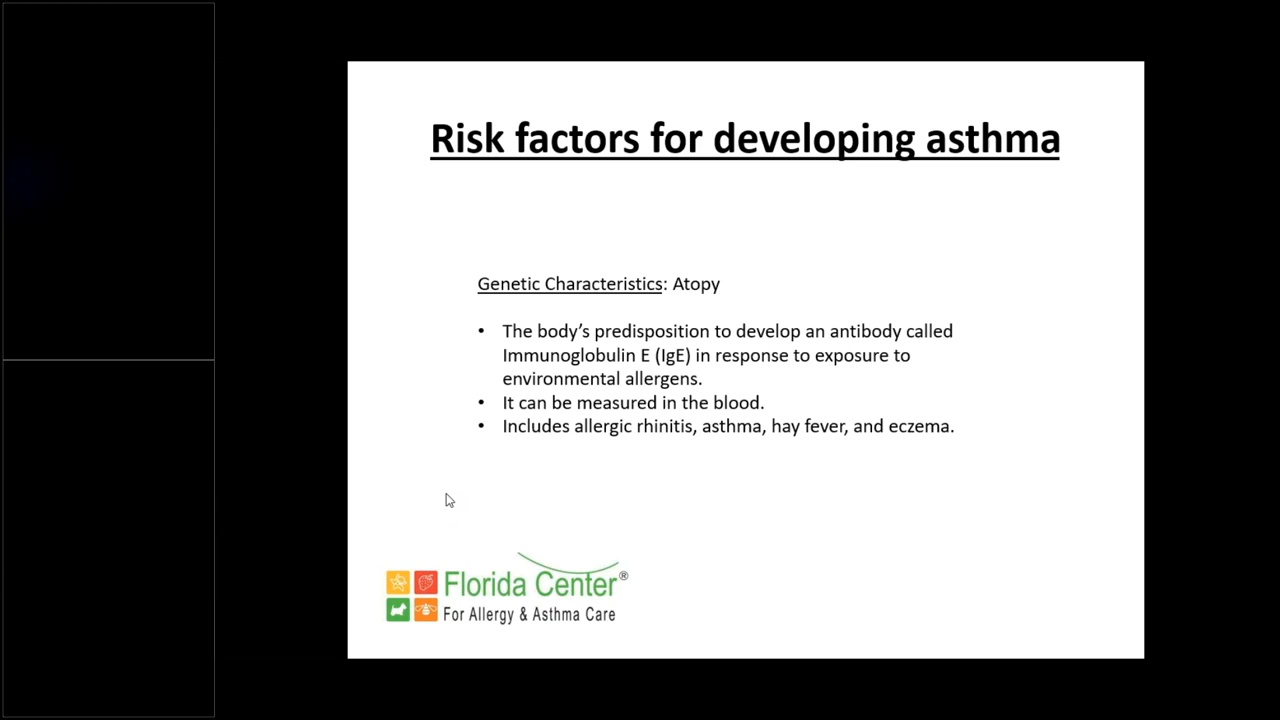 Risk factors for developing asthma
Genetic Characteristics: Atopy
• The body’s predisposition to develop an antibody called
Immunoglobulin E (IgE) in response to exposure to
environmental allergens.
• It can be measured in the blood.
• Includes allergic rhinitis, asthma, hay fever, and eczema.
Florida Center®
For Allergy & Asthma Care